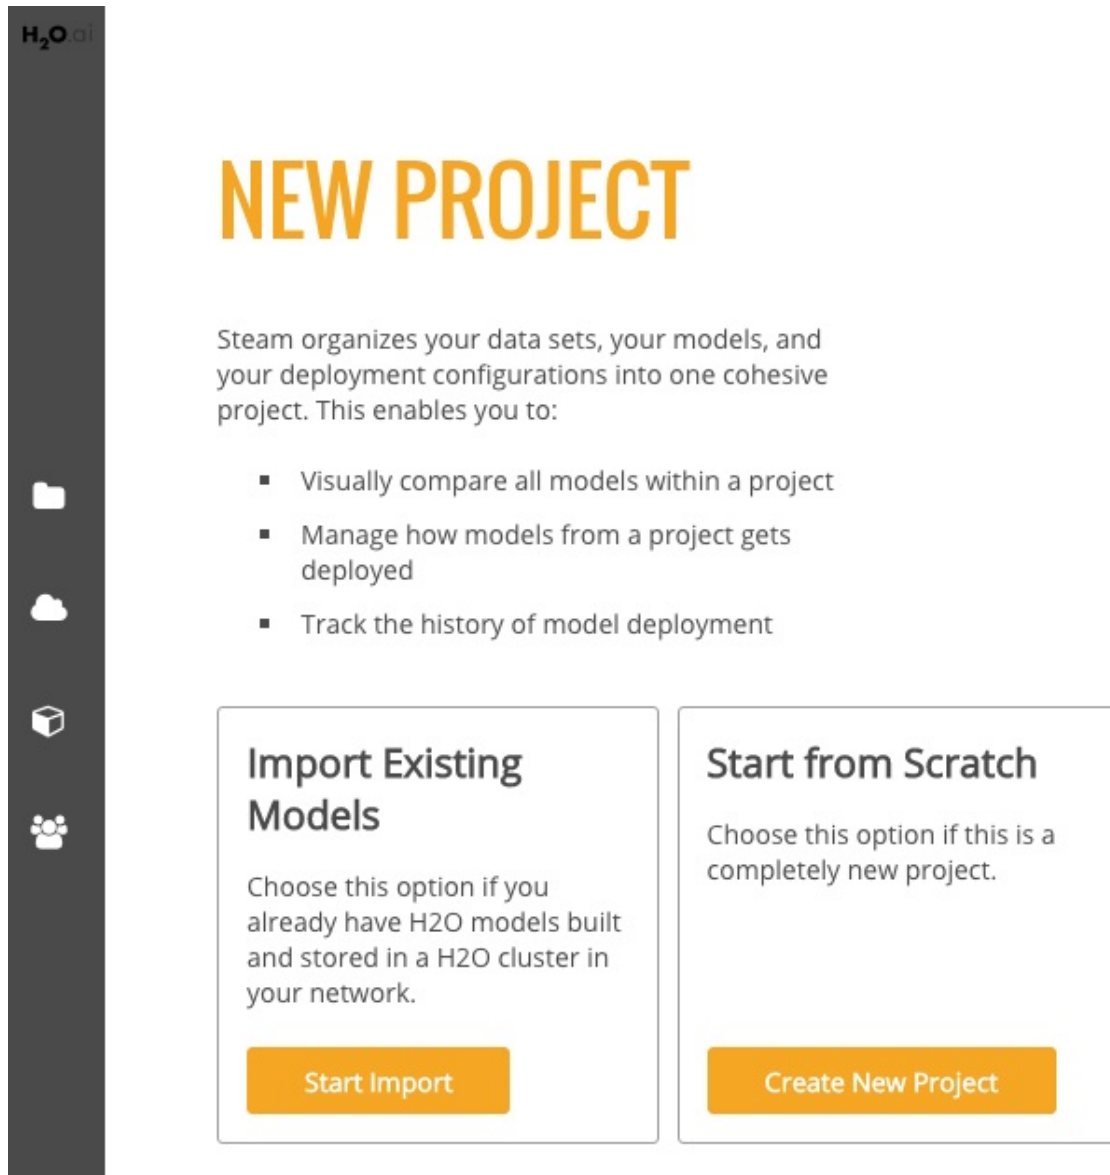 H2O.ai
NEW PROJECT
Steam organizes your data sets, your models, and
your deployment configurations into one cohesive
project. This enables you to:
Visually compare all models within a project
Manage how models from a project gets
deployed
Track the history of model deployment
Import Existing
Models
Choose this option if you
already have H2O models built
and stored in a H2O cluster in
your network.
Start Import
Start from Scratch
Choose this option if this is a
completely new project.
Create New Project